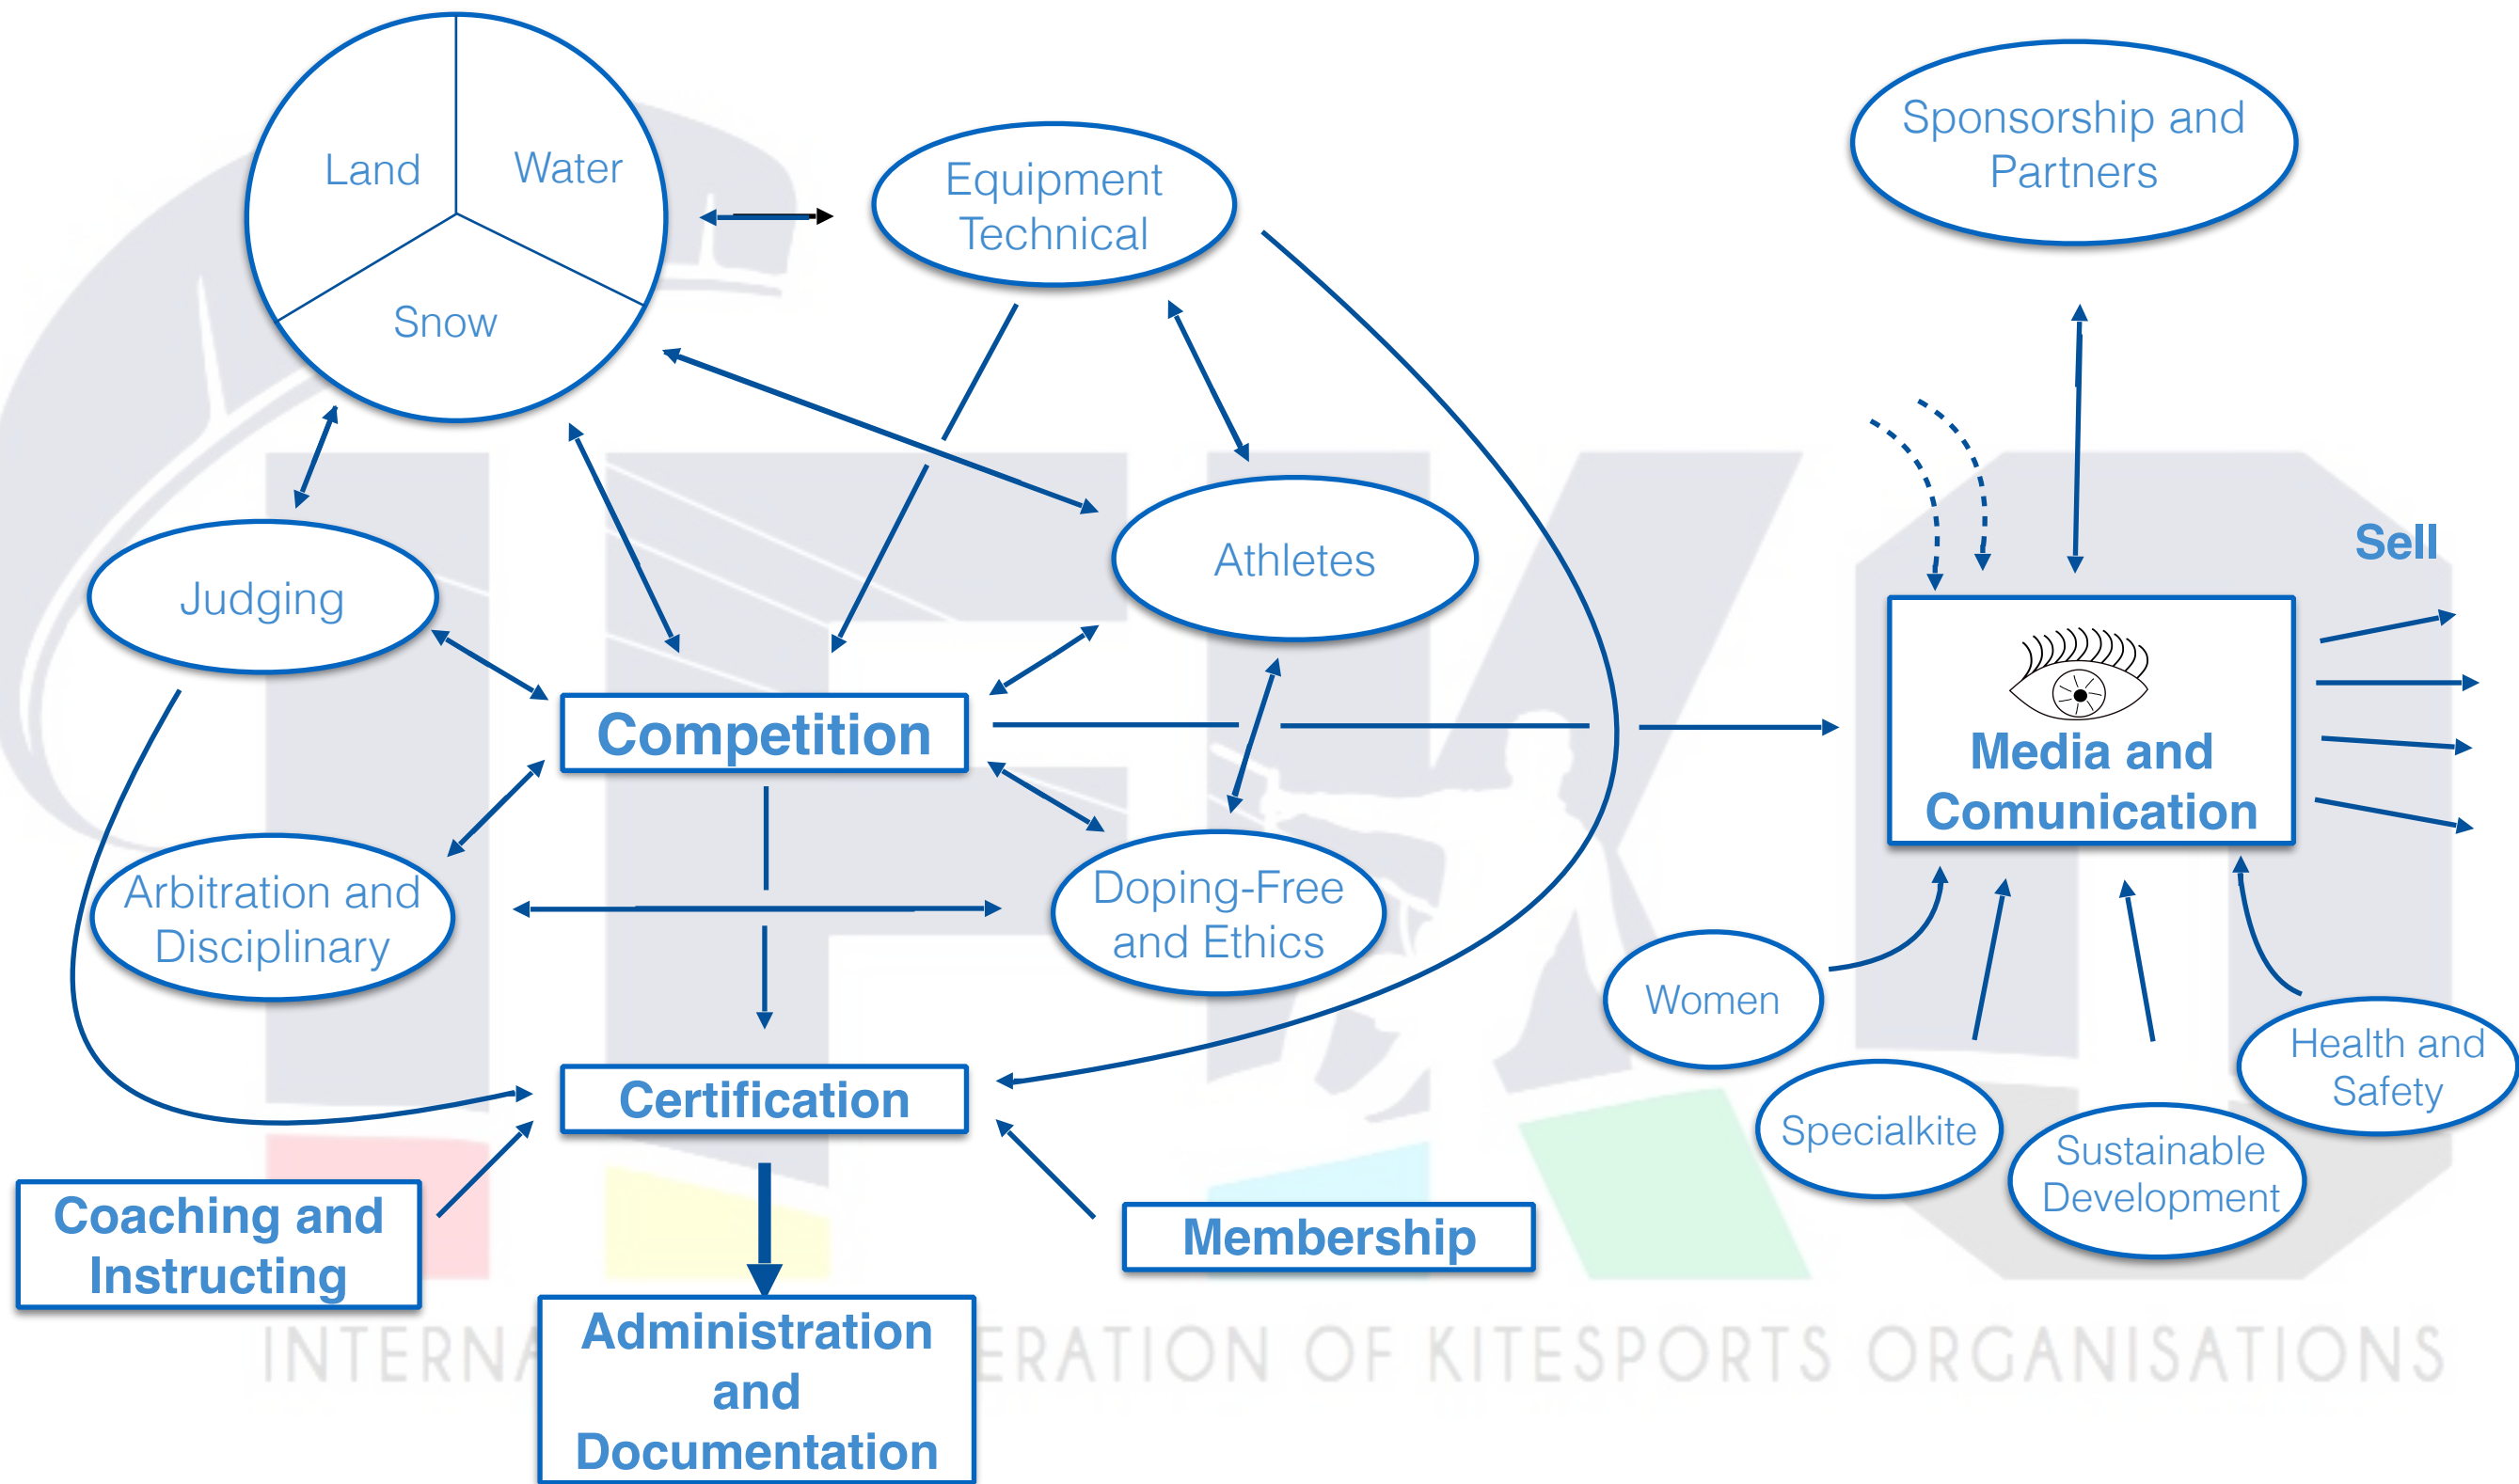 Land
Water
Snow
Equipment
Technical
Sponsorship and
Partners
Judging
Athletes
Sell
Competition
Media and
Comunication
Arbitration and
Disciplinary
Doping-Free
and Ethics
Women
Specialkite
Sustainable
Development
Health and
Safety
Certification
Coaching and
Instructing
Membership
Administration
and
Documentation
IFKO
INTERNA ERATION OF KITESPORTS ORGANISATIONS